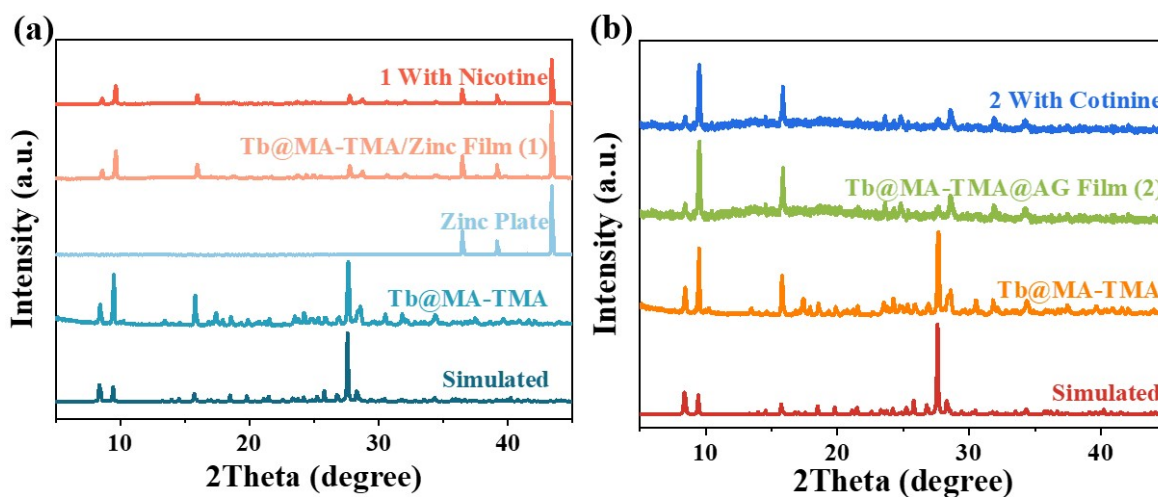 (a)
1 With Nicotine
Tb@MA-TMA/Zinc Film (1)
Zinc Plate
Tb@MA-TMA
Simulated
Intensity (a.u.)
10
20
30
40
2Theta (degree)
(b)
2 With Cotinine
Tb@MA-TMA@AG Film (2)
Tb@MA-TMA
Simulated
Intensity (a.u.)
10
20
30
40
2Theta (degree)